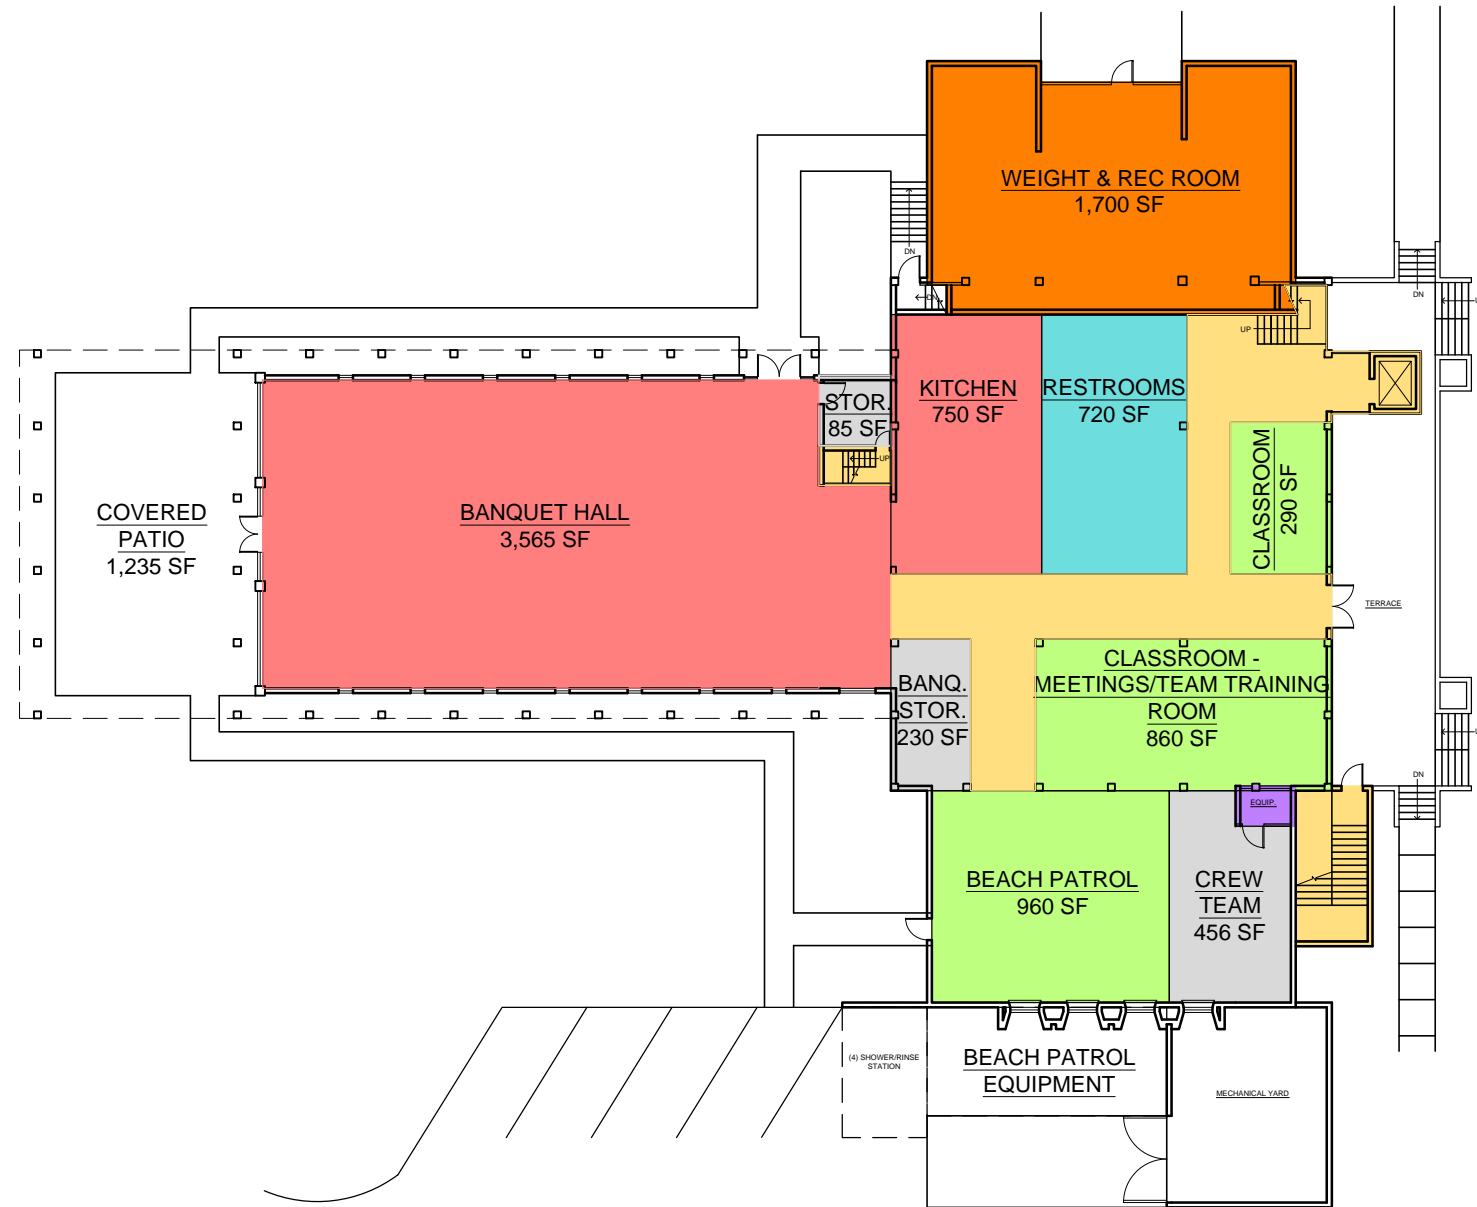 WEIGHT & REC ROOM
1,700 SF
DN
DN
DN
UP
KITCHEN
750 SF
RESTROOMS
720 SF
STOR.
85 SF
UP
CLASSROOM
290 SF
COVERED
PATIO
1,235 SF
BANQUET HALL
3,565 SF
TERRACE
BANQ.
STOR.
230 SF
CLASSROOM -
MEETINGS/TEAM TRAINING
ROOM
860 SF
DN
EQUIP.
BEACH PATROL
960 SF
CREW
TEAM
456 SF
(4) SHOWER/RINSE
STATION
BEACH PATROL
EQUIPMENT
MECHANICAL YARD